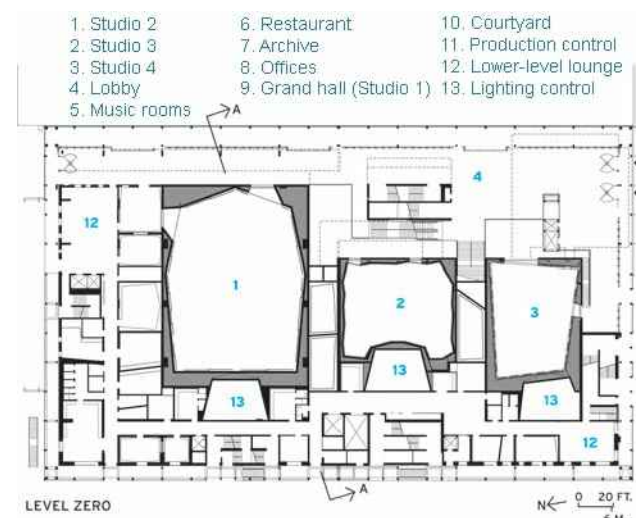 1. Studio 2
2. Studio 3
3. Studio 4
4. Lobby
5. Music rooms
6. Restaurant
7. Archive
8. Offices
9. Grand hall (Studio 1)
10. Courtyard
11. Production control
12. Lower-level lounge
13. Lighting control
A
4
12
1
2
3
13
13
13
12
A
LEVEL ZERO
N
0 20 FT.
6 M.